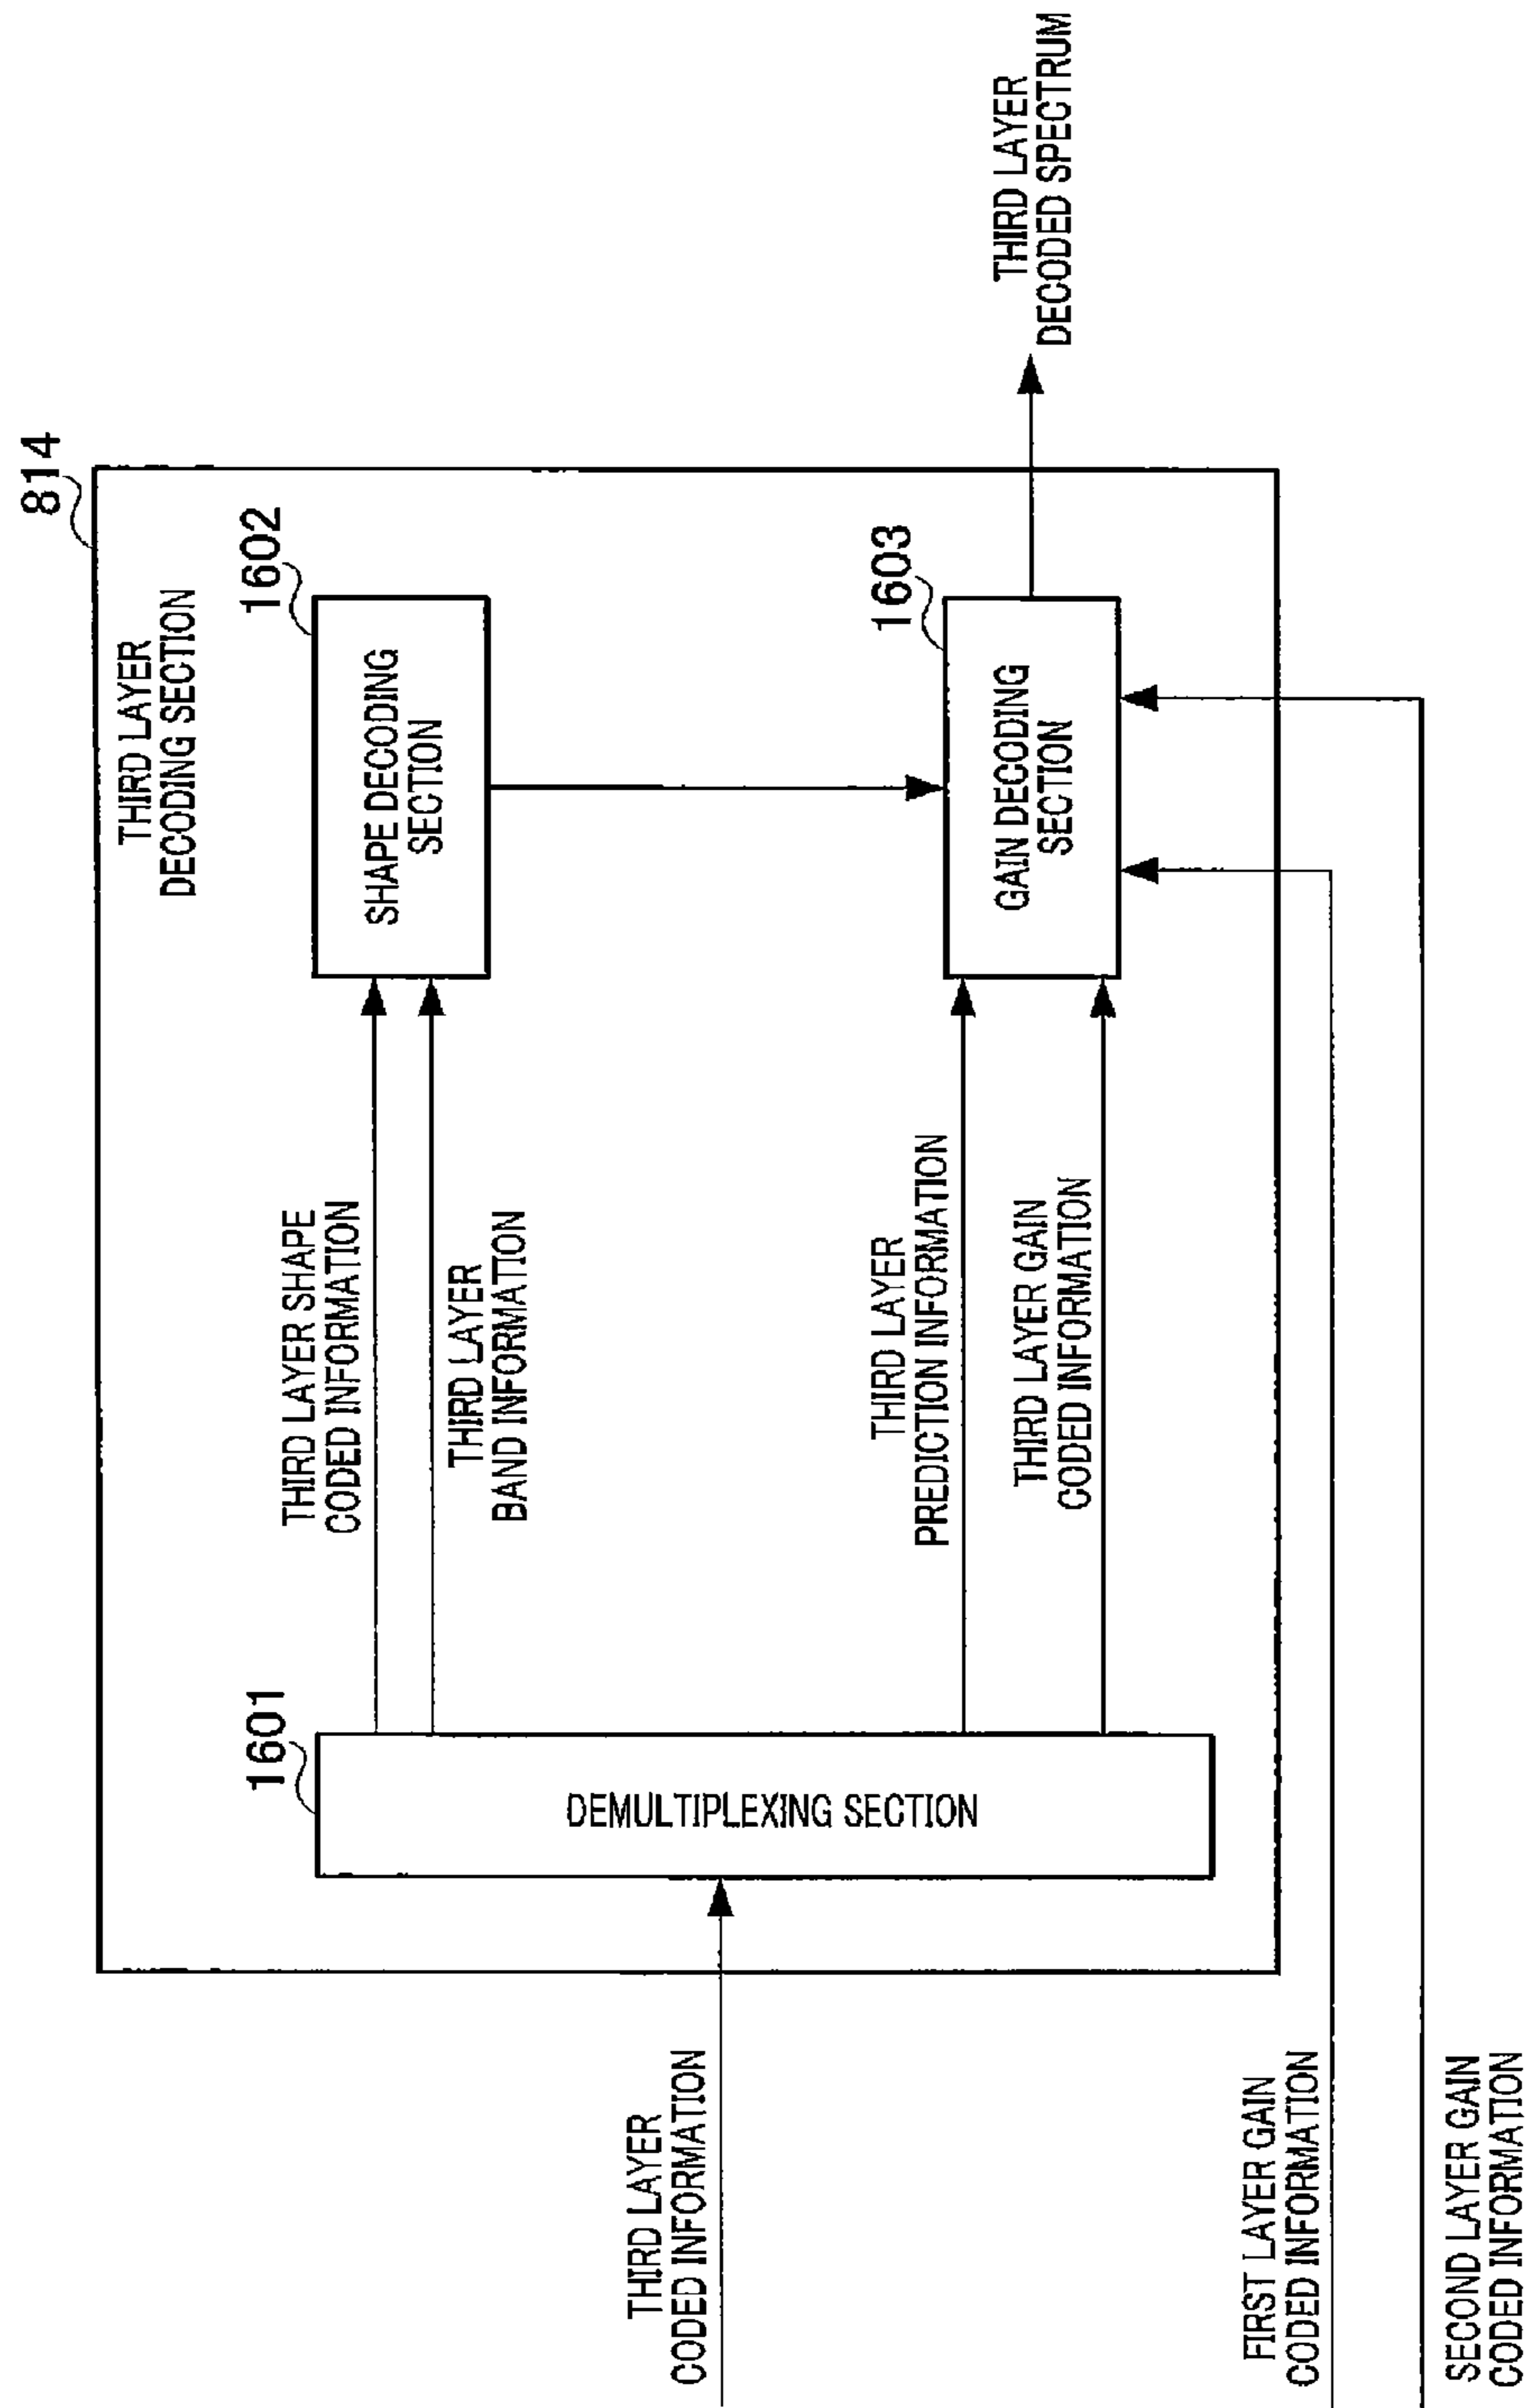 814
THIRD LAYER
DECODING SECTION
1601
DEMULTIPLEXING SECTION
THIRD LAYER
CODED INFORMATION
THIRD LAYER SHAPE
CODED INFORMATION
THIRD LAYER
BAND INFORMATION
1602
SHAPE DECODING
SECTION
THIRD LAYER
PREDICTION INFORMATION
THIRD LAYER GAIN
CODED INFORMATION
1603
GAIN DECODING
SECTION
THIRD LAYER
DECODED SPECTRUM
FIRST LAYER GAIN
CODED INFORMATION
SECOND LAYER GAIN
CODED INFORMATION